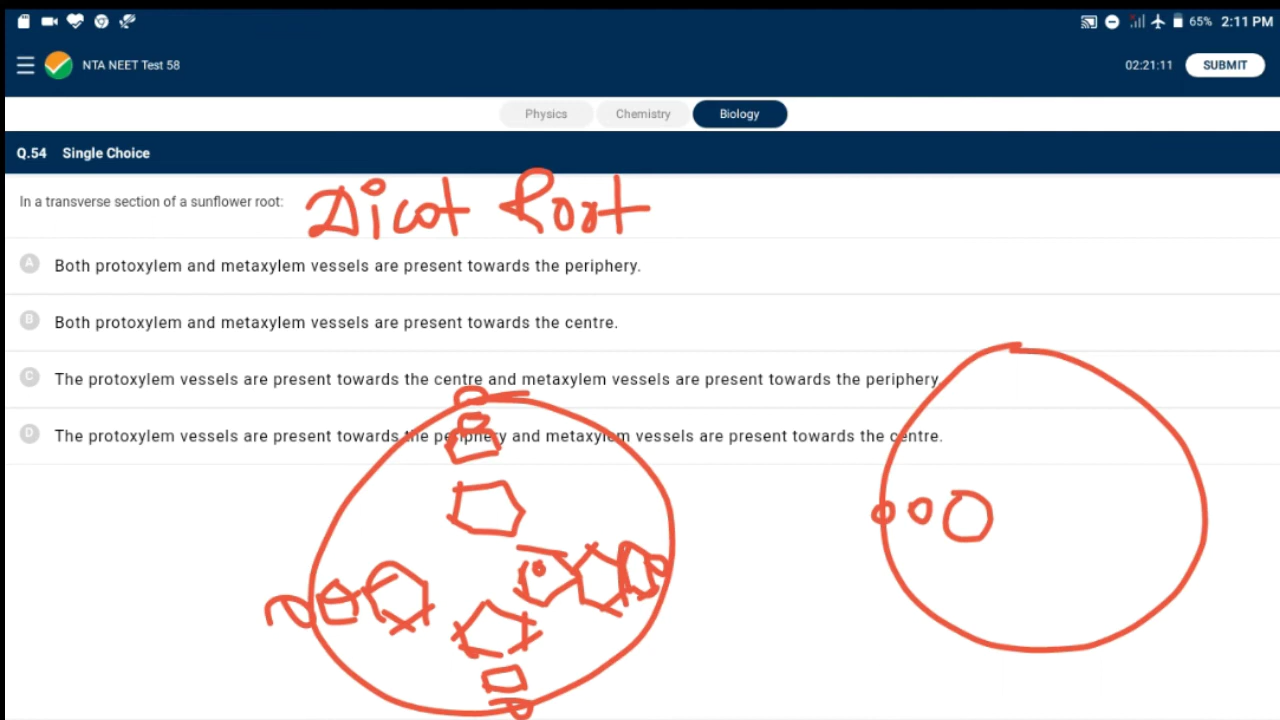 65% 2:11 PM
NTA NEET Test 58
02:21:11 SUBMIT
Physics Chemistry Biology
Q.54 Single Choice
In a transverse section of a sunflower root: Dicot Root
A Both protoxylem and metaxylem vessels are present towards the periphery.
B Both protoxylem and metaxylem vessels are present towards the centre.
C The protoxylem vessels are present towards the centre and metaxylem vessels are present towards the periphery.
D The protoxylem vessels are present towards the periphery and metaxylem vessels are present towards the centre.